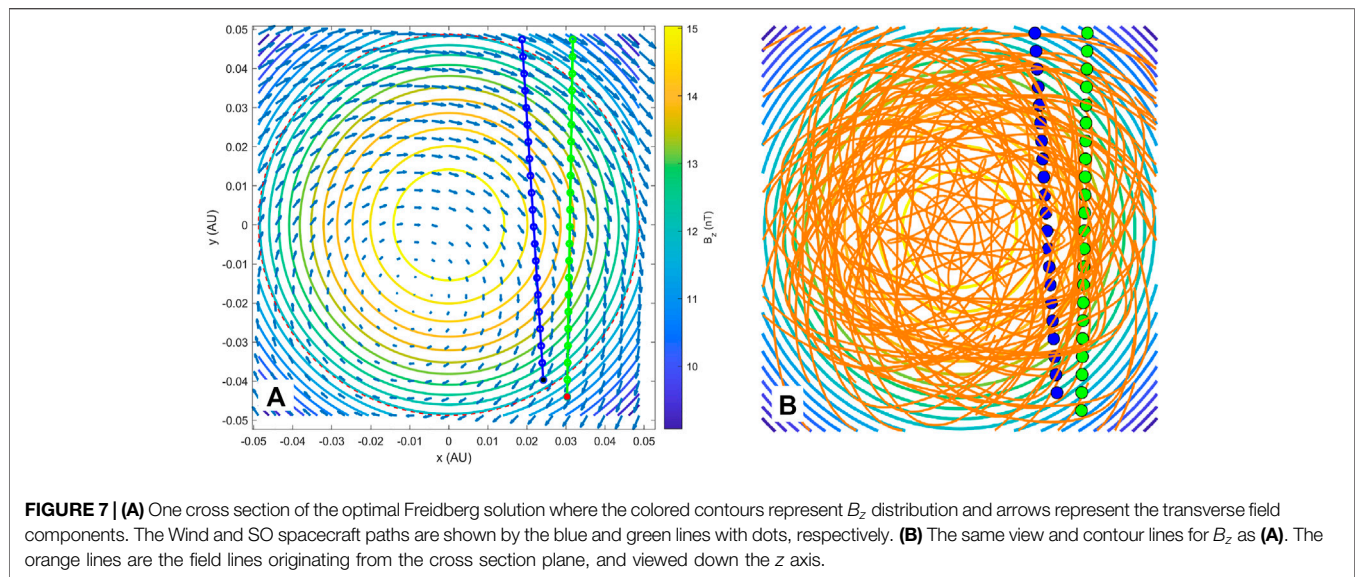 0.05
0.04
0.03
0.02
0.01
0
-0.01
-0.02
-0.03
-0.04
-0.05
y (AU)
A
-0.05 -0.04 -0.03 -0.02 -0.01 0 0.01 0.02 0.03 0.04 0.05
x (AU)
15
14
13
12
11
10
B_z (nT)
B
B
FIGURE 7 | (A) One cross section of the optimal Freidberg solution where the colored contours represent B_z distribution and arrows represent the transverse field
components. The Wind and SO spacecraft paths are shown by the blue and green lines with dots, respectively. (B) The same view and contour lines for B_z as (A). The
orange lines are the field lines originating from the cross section plane, and viewed down the z axis.